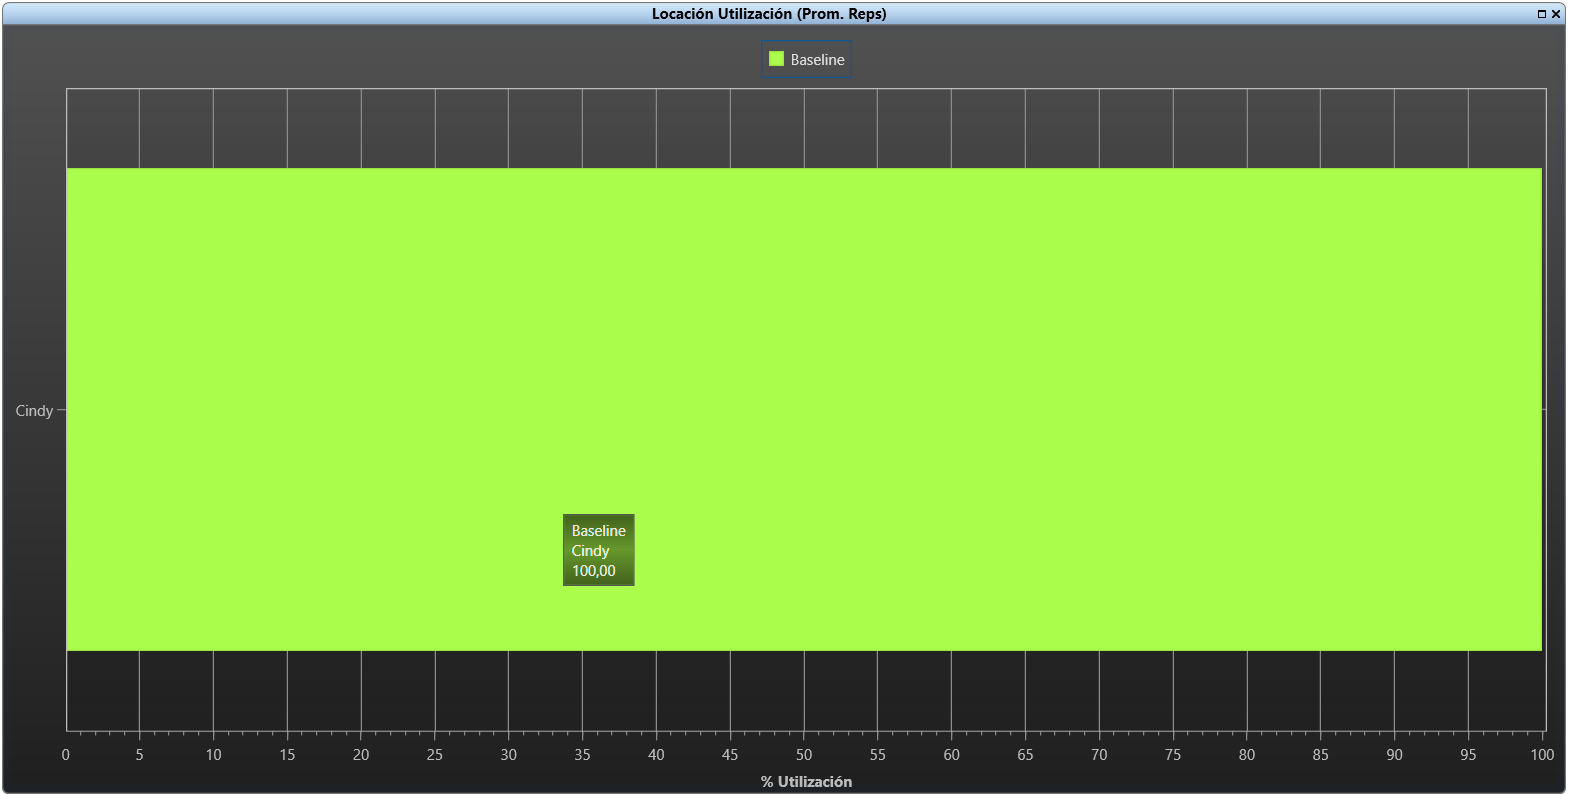 Locación Utilización (Prom. Reps)
Baseline
Cindy
Baseline
Cindy
100,00
0 5 10 15 20 25 30 35 40 45 50 55 60 65 70 75 80 85 90 95 100
% Utilización